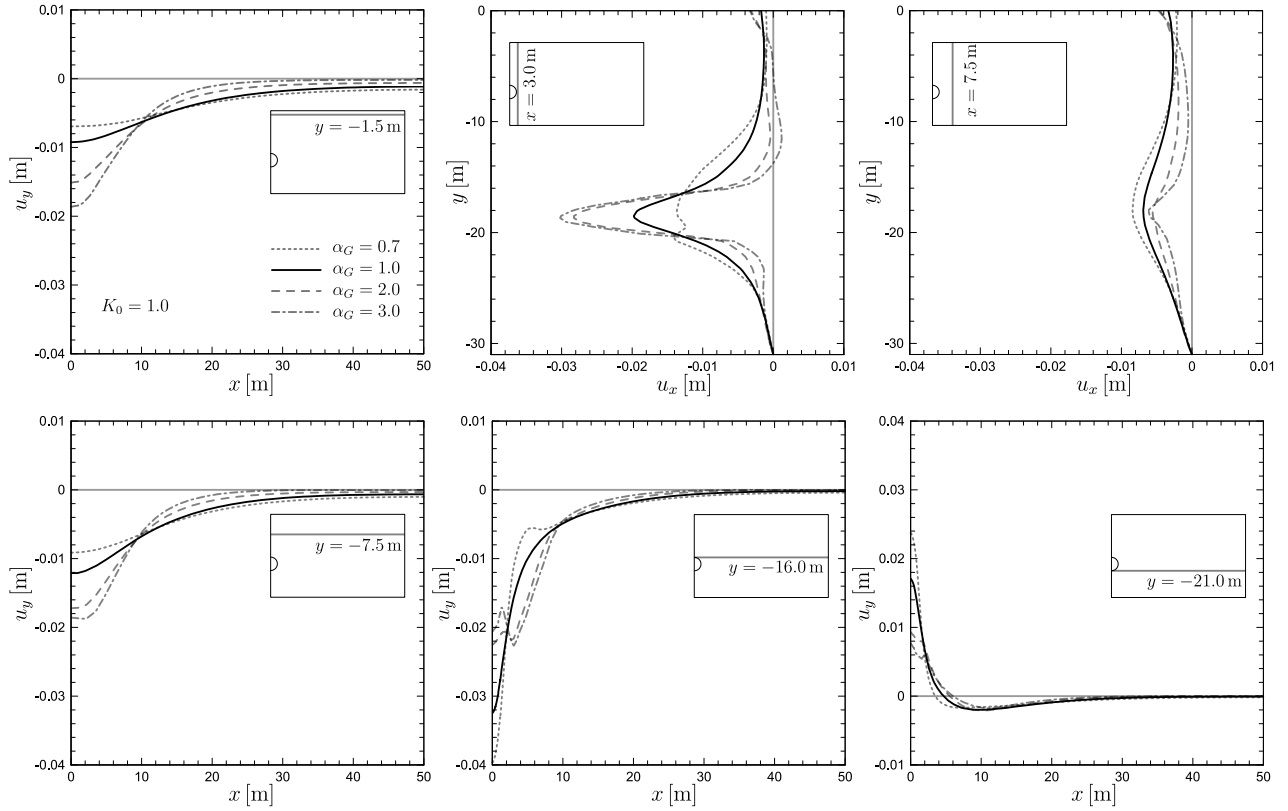 0.01
0
-0.01
-0.02
-0.03
-0.04
u_y [m]
0 10 20 30 40 50
x [m]
y = −1.5 m
α_G = 0.7
α_G = 1.0
α_G = 2.0
α_G = 3.0
K_0 = 1.0
0
-10
-20
-30
y [m]
-0.04 -0.03 -0.02 -0.01 0 0.01
u_x [m]
x = 3.0 m
0
-10
-20
-30
y [m]
-0.04 -0.03 -0.02 -0.01 0 0.01
u_x [m]
x = 7.5 m
0.01
0
-0.01
-0.02
-0.03
-0.04
u_y [m]
0 10 20 30 40 50
x [m]
y = −7.5 m
0.01
0
-0.01
-0.02
-0.03
-0.04
u_y [m]
0 10 20 30 40 50
x [m]
y = −16.0 m
0.04
0.03
0.02
0.01
0
-0.01
u_y [m]
0 10 20 30 40 50
x [m]
y = −21.0 m